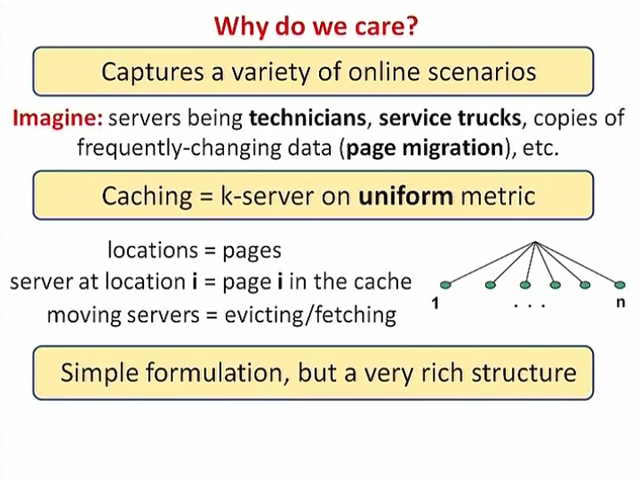 Why do we care?
Captures a variety of online scenarios
Imagine: servers being technicians, service trucks, copies of
frequently-changing data (page migration), etc.
Caching = k-server on uniform metric
locations = pages
server at location i = page i in the cache
moving servers = evicting/fetching
1 . . . n
Simple formulation, but a very rich structure